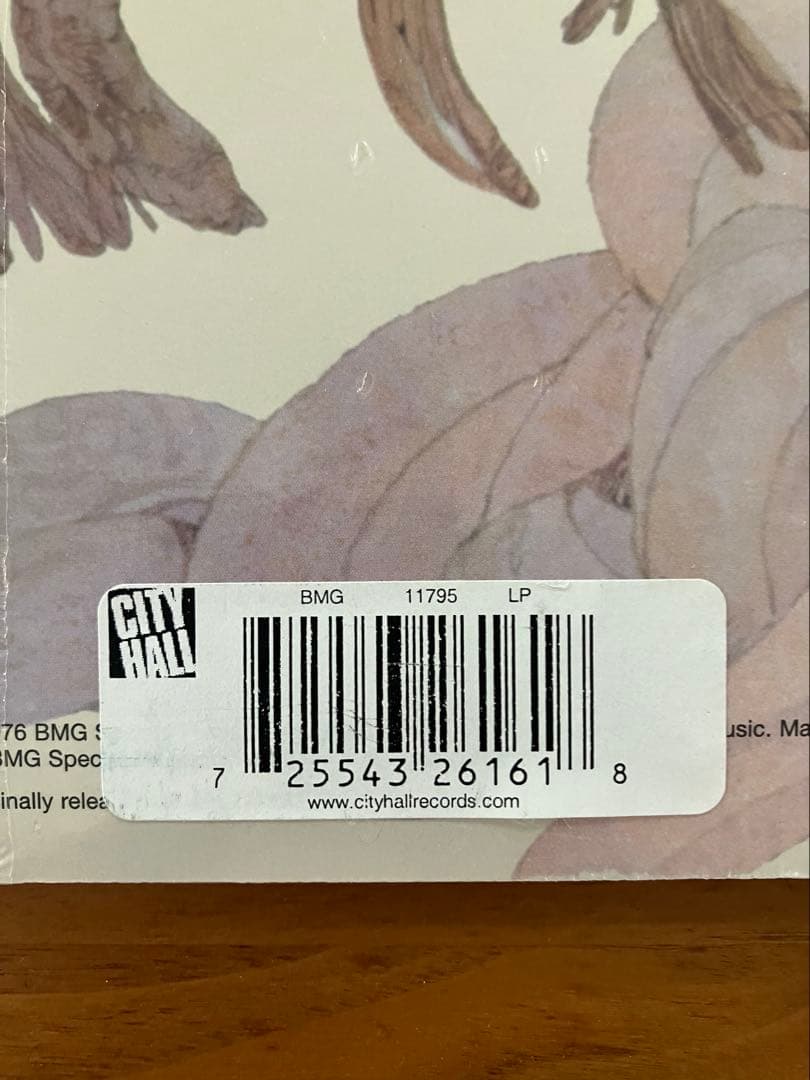 CITY
HALL
BMG 11795 LP
7 25543 26161 8
www.cityhallrecords.com
76 BMG S
usic. Ma
BMG Spec
inally relea